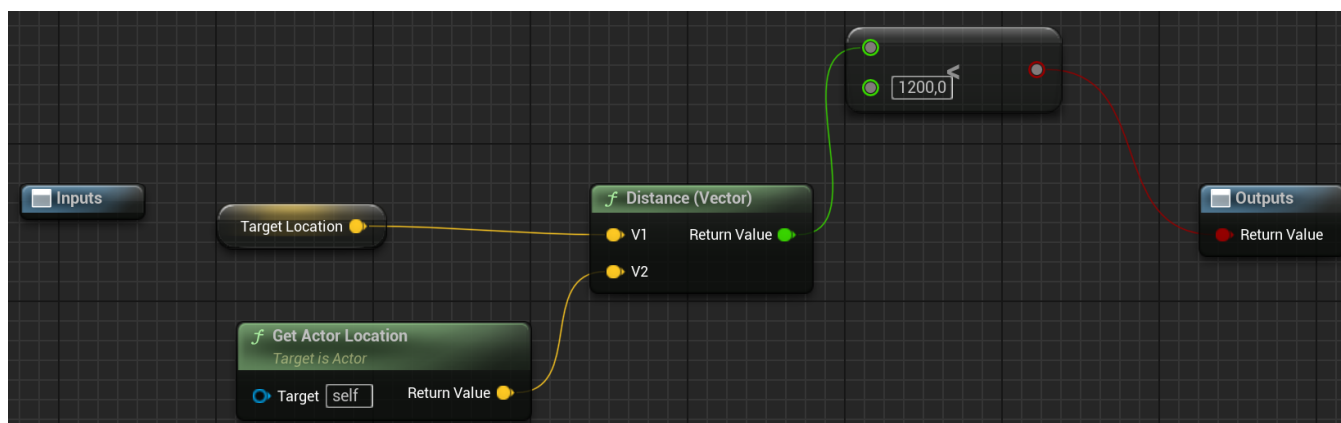 <
1200,0
Inputs
Target Location
f Distance (Vector)
V1 Return Value
V2
Outputs
Return Value
f Get Actor Location
Target is Actor
Target self Return Value